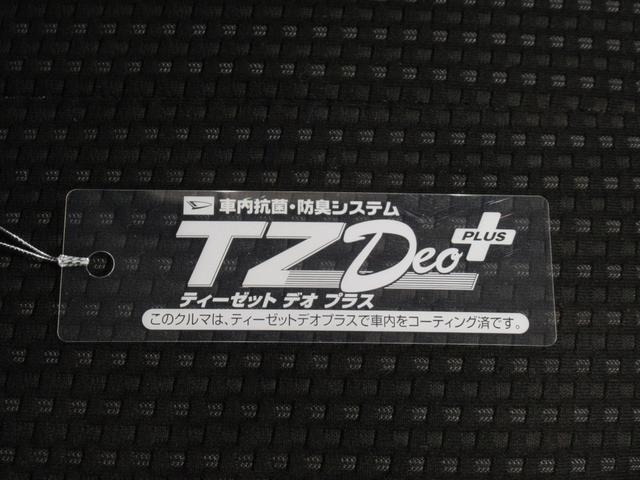 車内抗菌・防臭システム
TZ Deo PLUS
ティーゼット デオ プラス
このクルマは、ティーゼットデオプラスで車内をコーティング済です。